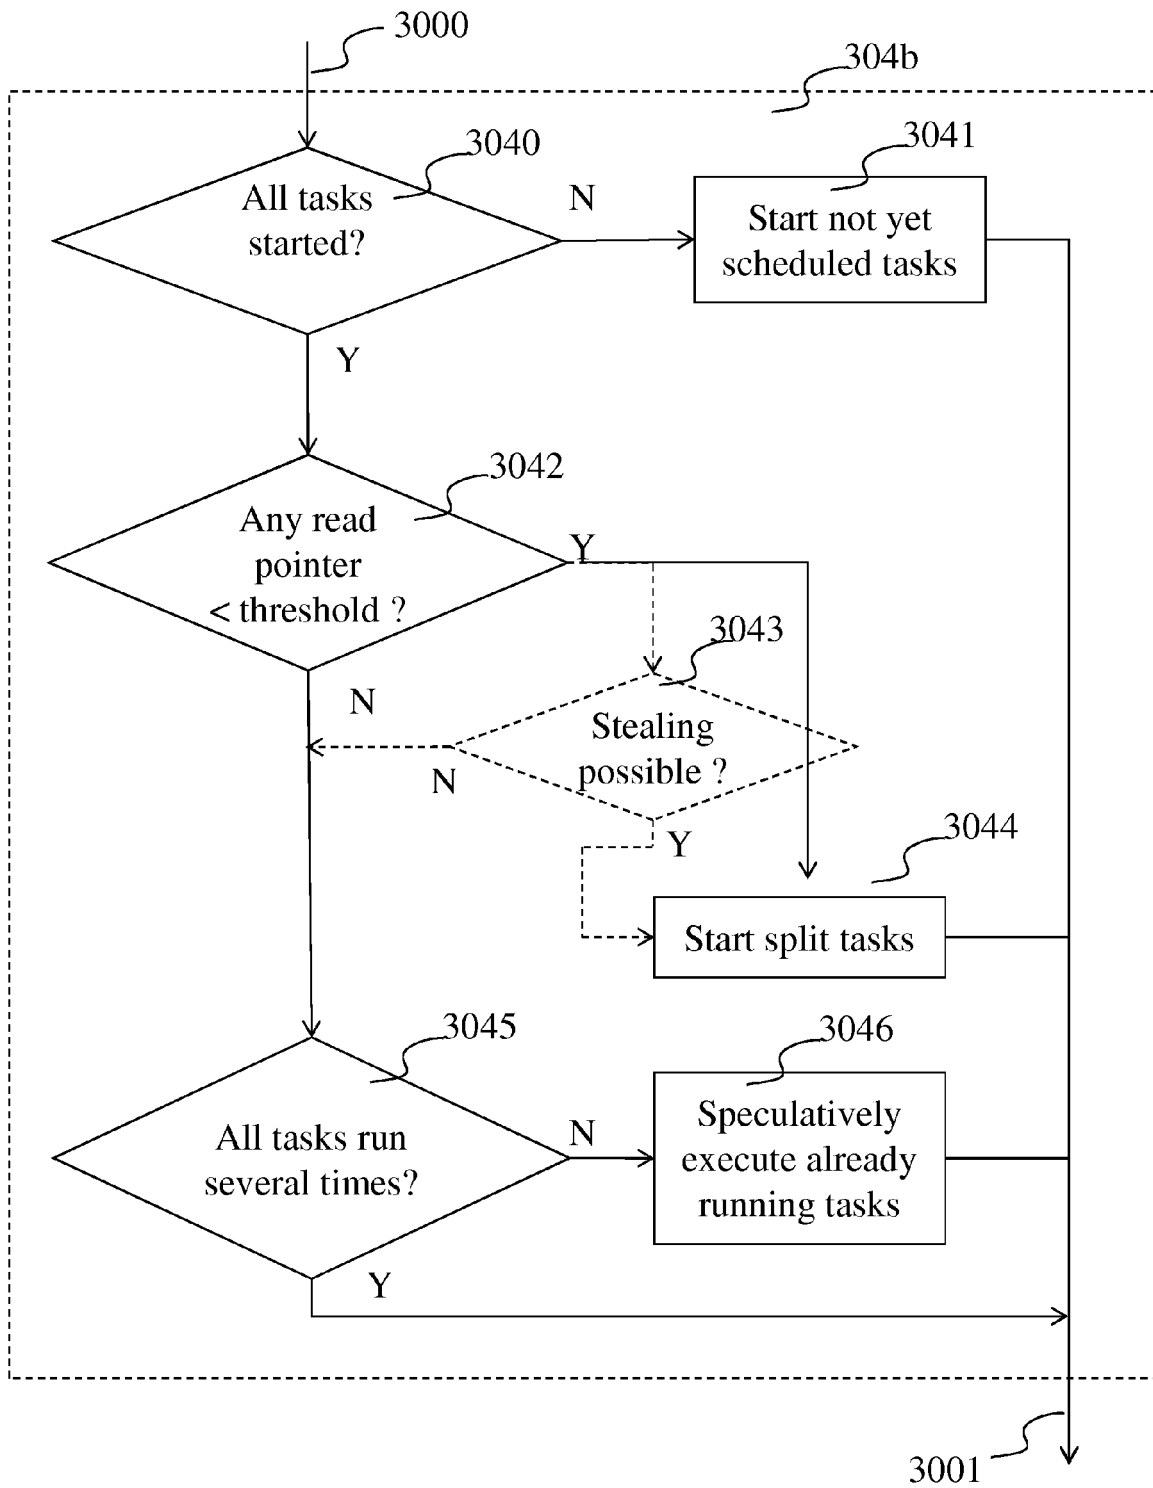 3000
304b
3040
3041
All tasks
started?
N
Start not yet
scheduled tasks
Y
3042
Any read
pointer
< threshold ?
Y
3043
N
Stealing
possible ?
N
Y
3044
Start split tasks
3045
3046
All tasks run
several times?
N
Speculatively
execute already
running tasks
Y
3001